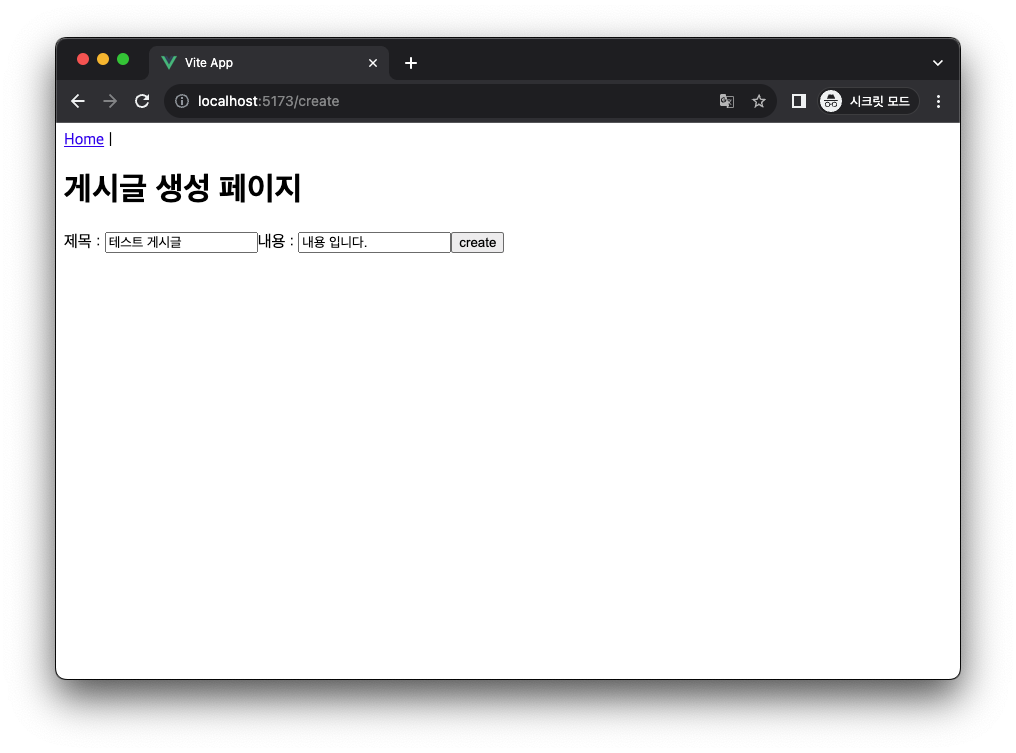 Vite App
localhost:5173/create
시크릿 모드
Home |
게시글 생성 페이지
제목 : 테스트 게시글 내용 : 내용 입니다. create